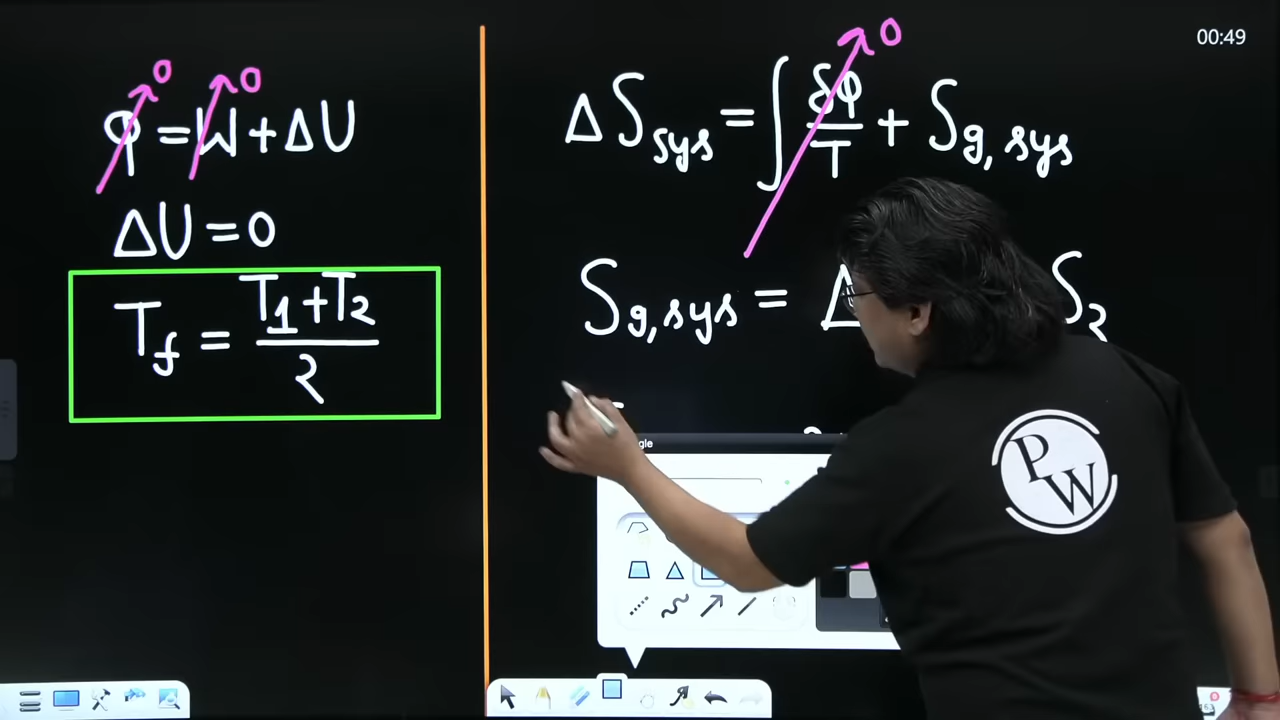 00:49
Q = W + ΔU
0
0
ΔU = 0
T_f = (T_1 + T_2) / 2
ΔS_sys = ∫ δQ/T + S_g, sys
0
S_g,sys = Δ S_2
gle
PW